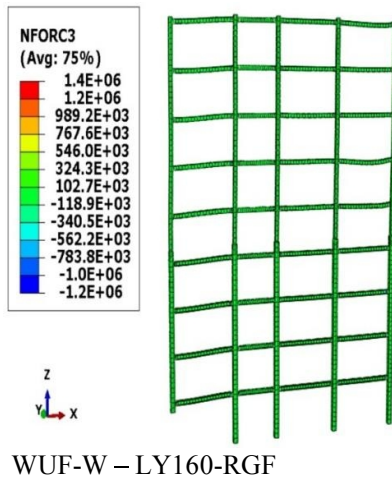 NFORC3
(Avg: 75%)
1.4E+06
1.2E+06
989.2E+03
767.6E+03
546.0E+03
324.3E+03
102.7E+03
-118.9E+03
-340.5E+03
-562.2E+03
-783.8E+03
-1.0E+06
-1.2E+06
Z
Y X
WUF-W – LY160-RGF